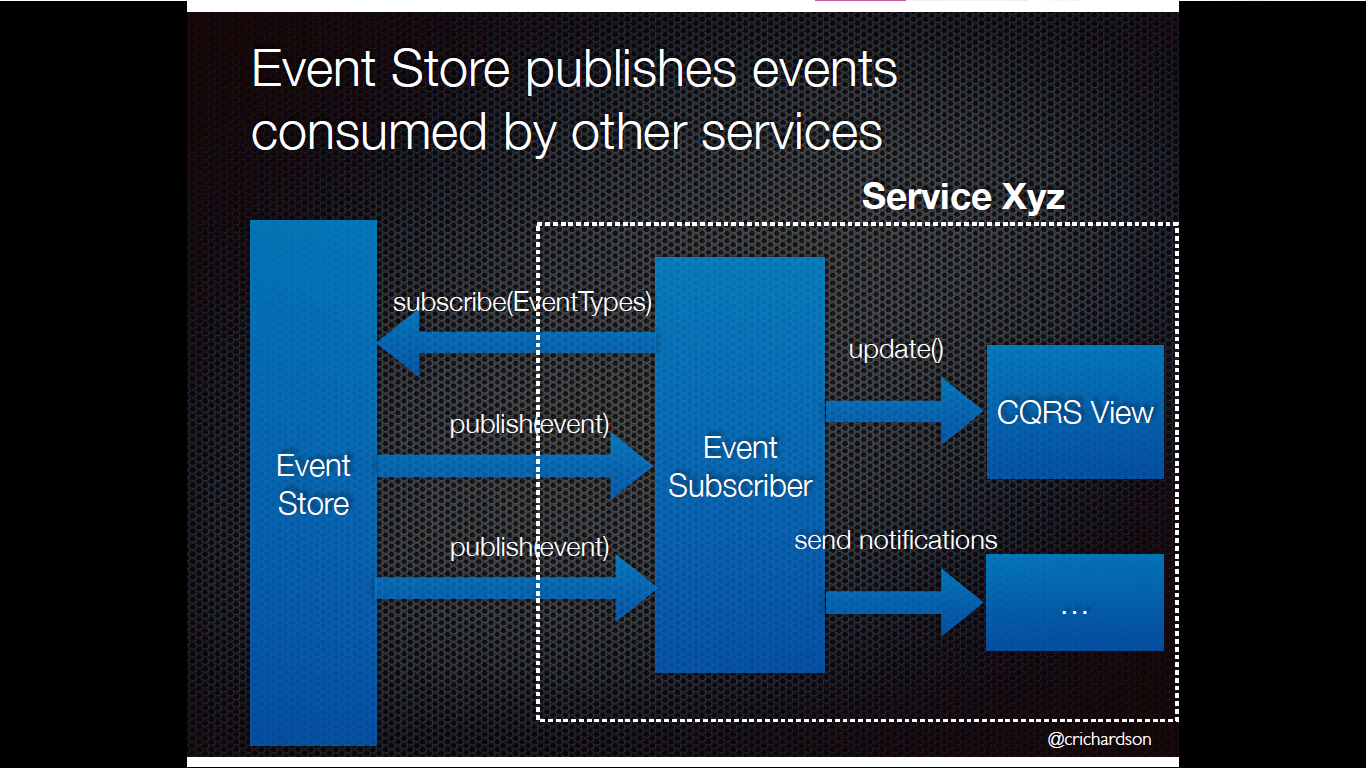 Event Store publishes events
consumed by other services
Service Xyz
subscribe(EventTypes)
update()
CQRS View
publish(event)
Event
Store
Event
Subscriber
publish(event)
send notifications
...
@crichardson